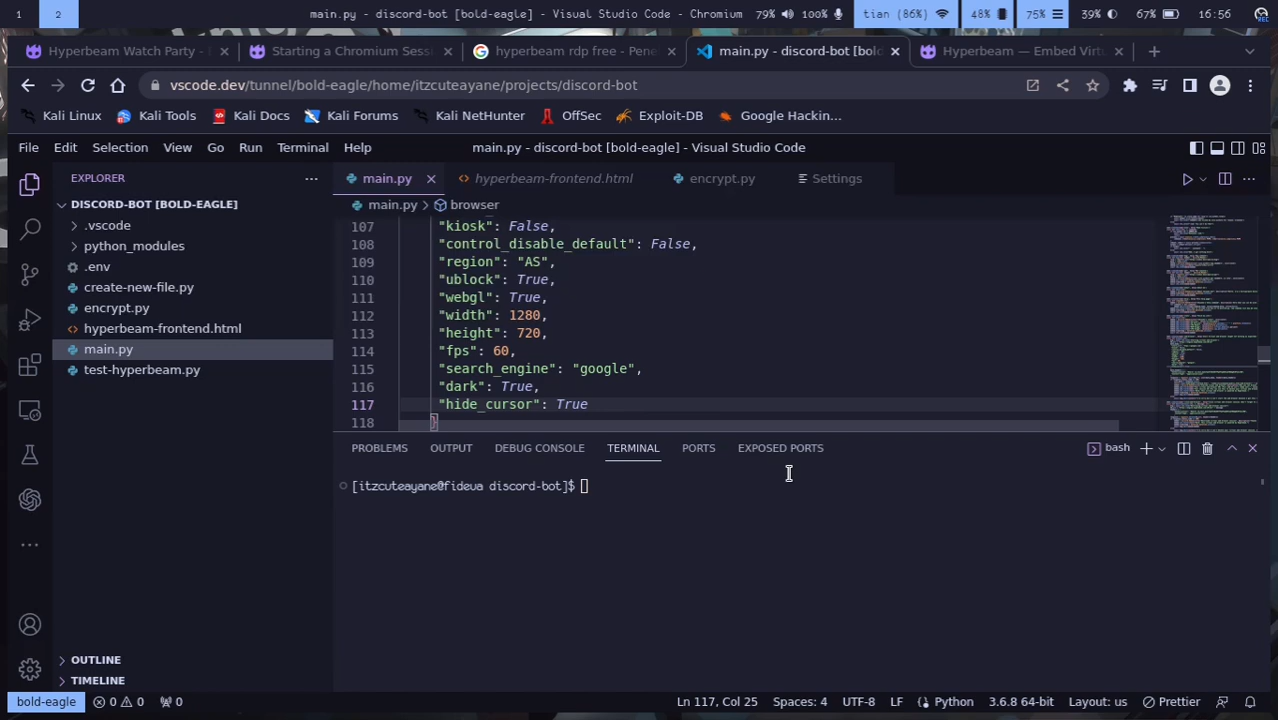 1 2 main.py - discord-bot [bold-eagle] - Visual Studio Code - Chromium 79% 100% tian (86%) 48% 75% 39% 67% 16:56
Hyperbeam Watch Party - Starting a Chromium Sess hyperbeam rdp free - Pene main.py - discord-bot [bold Hyperbeam — Embed Virtu
vscode.dev/tunnel/bold-eagle/home/itzcuteayane/projects/discord-bot
Kali Linux Kali Tools Kali Docs Kali Forums Kali NetHunter OffSec Exploit-DB Google Hackin...
File Edit Selection View Go Run Terminal Help main.py - discord-bot [bold-eagle] - Visual Studio Code
EXPLORER
DISCORD-BOT [BOLD-EAGLE]
.vscode
python_modules
.env
create-new-file.py
encrypt.py
hyperbeam-frontend.html
main.py
test-hyperbeam.py
OUTLINE
TIMELINE
main.py hyperbeam-frontend.html encrypt.py Settings
main.py browser
107 "kiosk": False,
108 "control_disable_default": False,
109 "region": "AS",
110 "ublock": True,
111 "webgl": True,
112 "width": 1280,
113 "height": 720,
114 "fps": 60,
115 "search_engine": "google",
116 "dark": True,
117 "hide_cursor": True
118 }
PROBLEMS OUTPUT DEBUG CONSOLE TERMINAL PORTS EXPOSED PORTS bash
[itzcuteayane@fideua discord-bot]$
bold-eagle 0 0 0 Ln 117, Col 25 Spaces: 4 UTF-8 LF Python 3.6.8 64-bit Layout: us Prettier